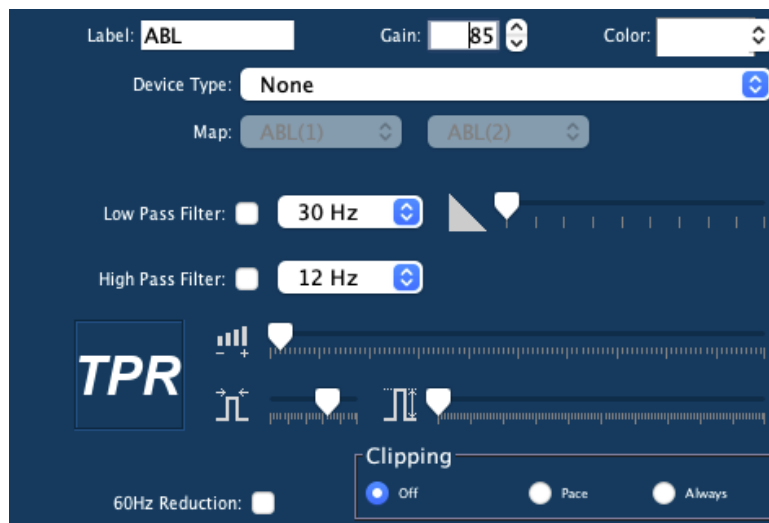 Label: ABL Gain: 85 Color:
Device Type: None
Map: ABL(1) ABL(2)
Low Pass Filter: 30 Hz
High Pass Filter: 12 Hz
TPR
- +
Clipping
60Hz Reduction: Off Pace Always